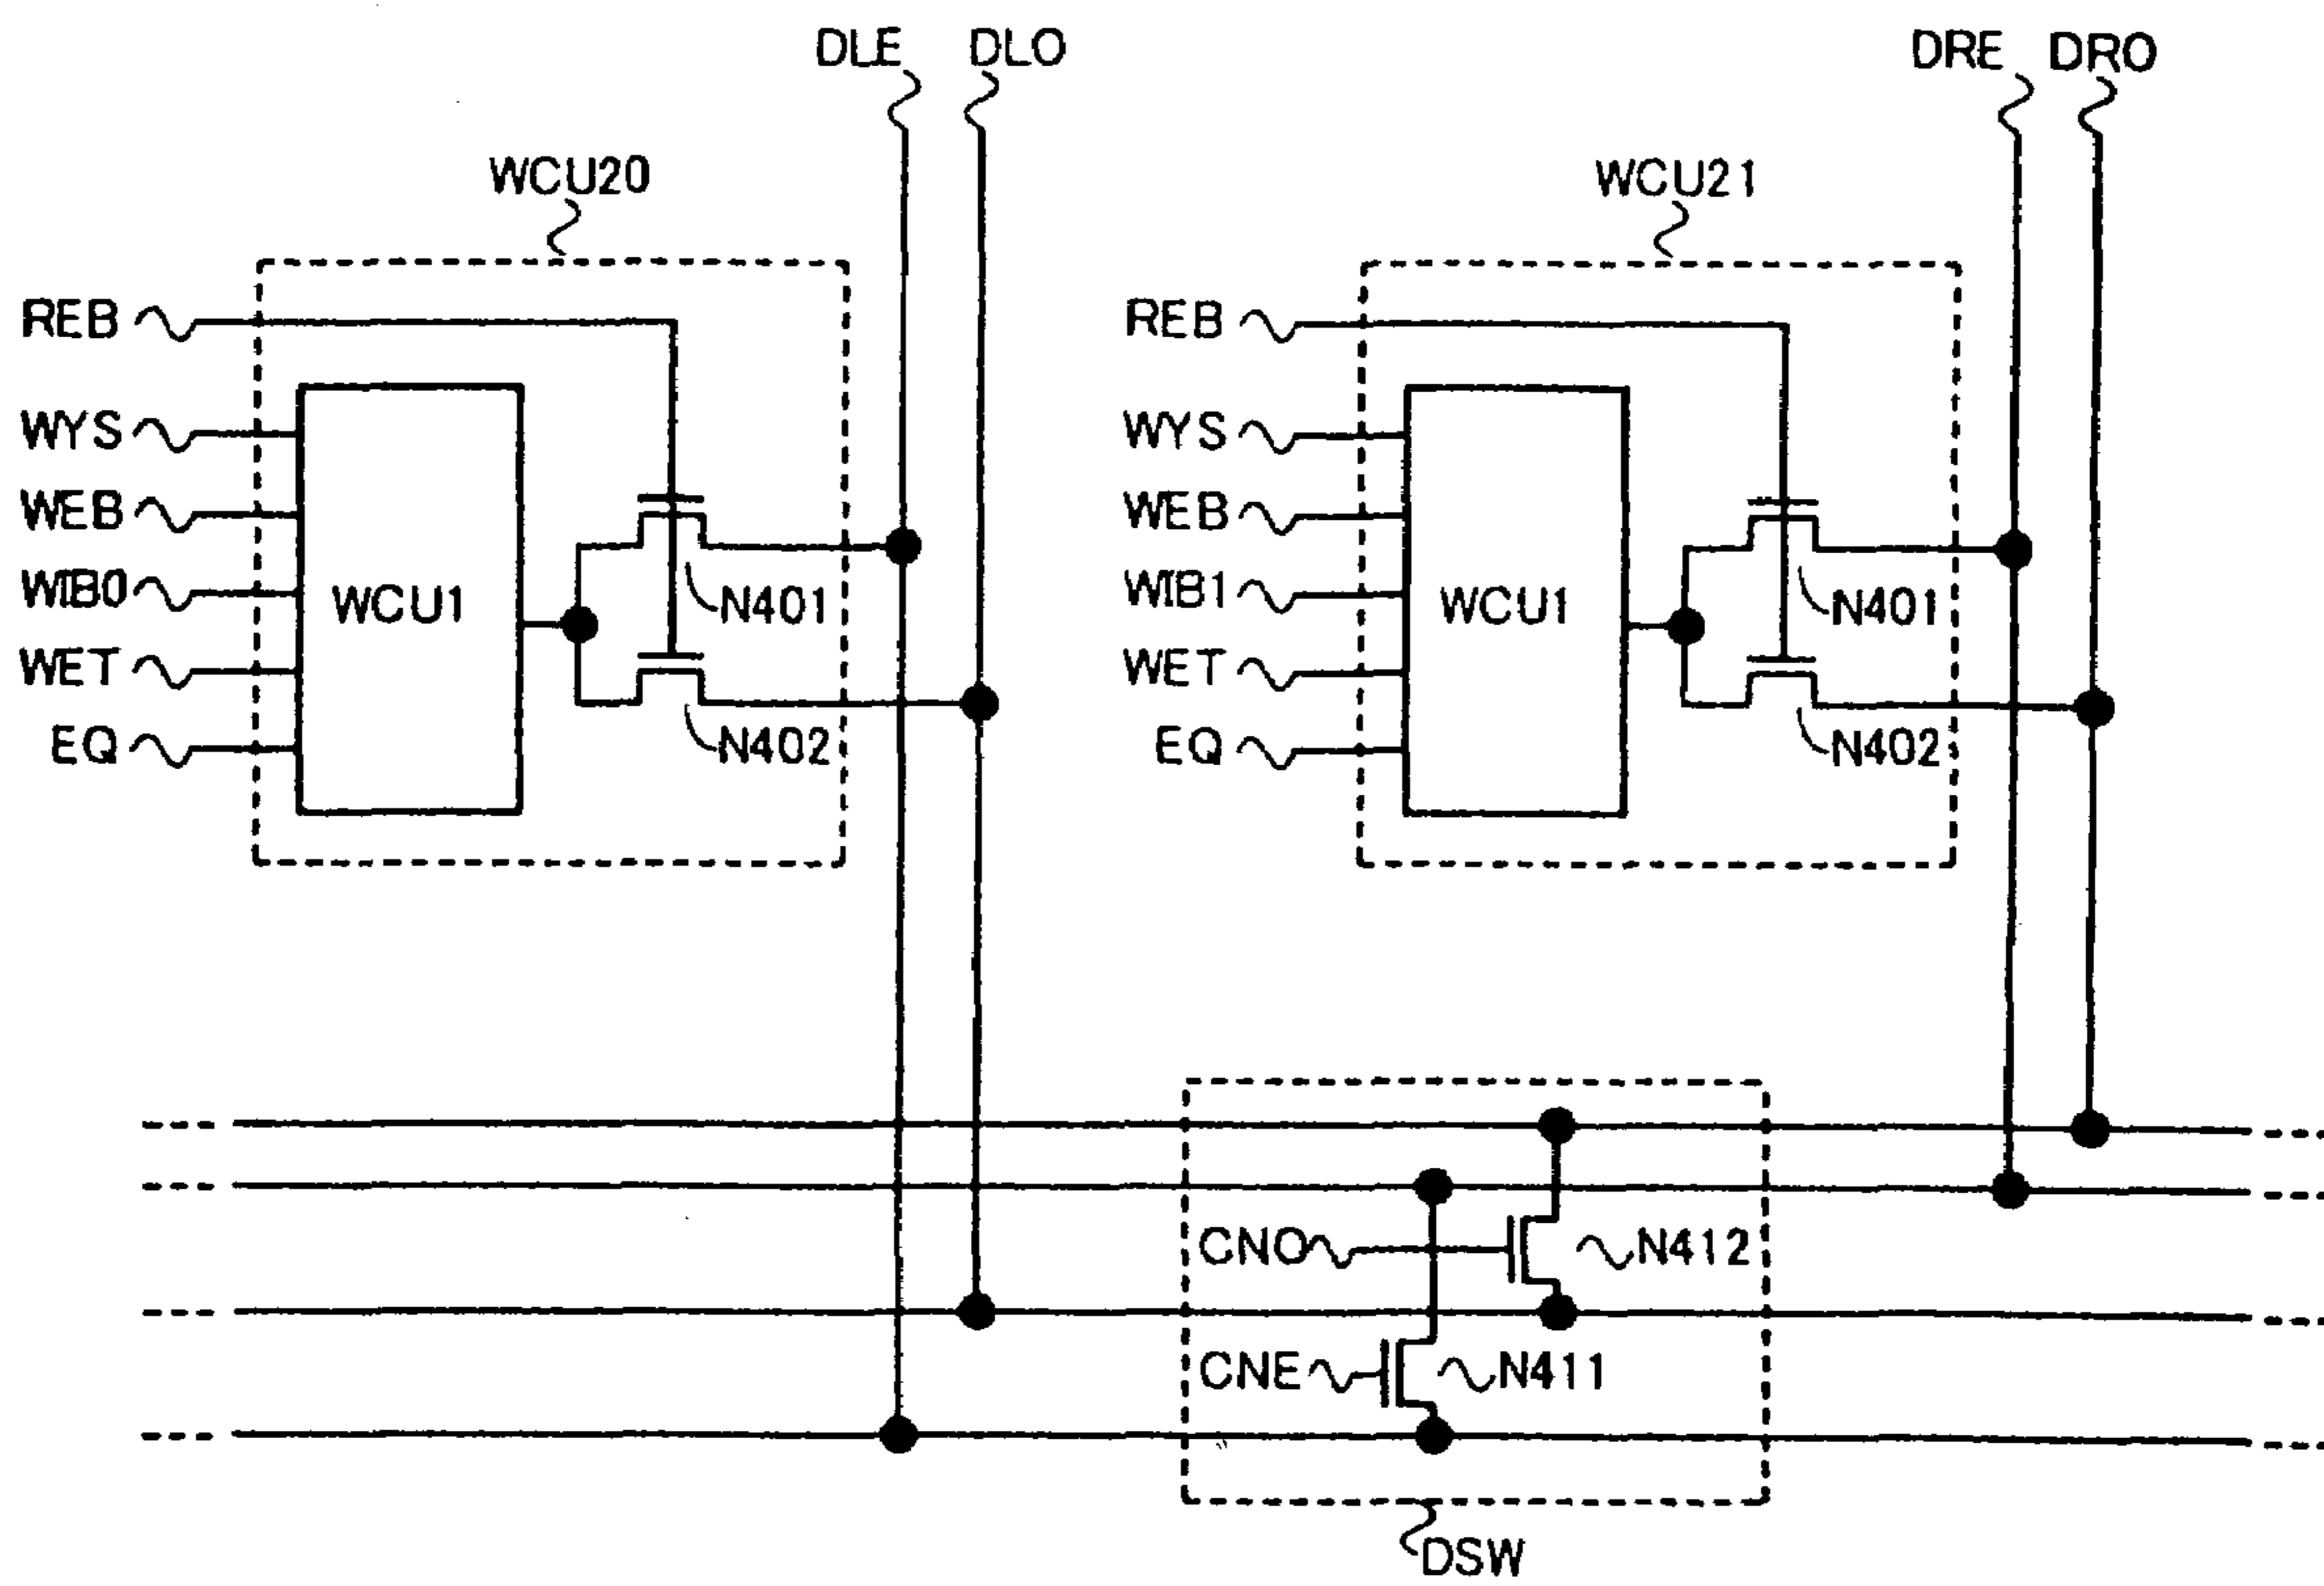 DLE DLO DRE DRO
WCU20 WCU21
REB REB
WYS WYS
WEB WEB
WIB0 WCU1 N401 WIB1 WCU1 N401
WET WET
EQ N402 EQ N402
CNO N412
CNE N411
DSW